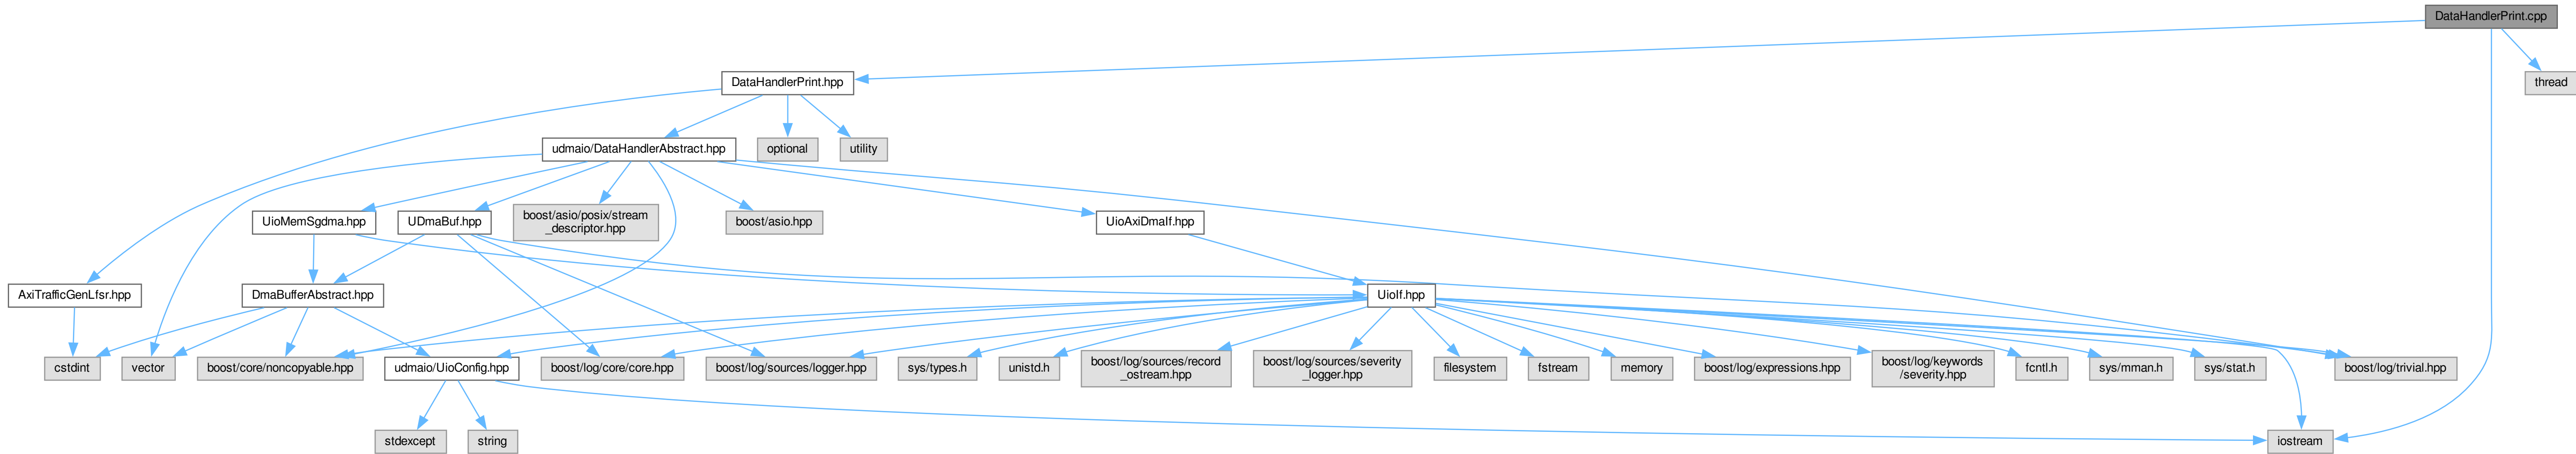 DataHandlerPrint.cpp
DataHandlerPrint.hpp
thread
udmaio/DataHandlerAbstract.hpp
optional
utility
UioMemSgdma.hpp
UDmaBuf.hpp
boost/asio/posix/stream
_descriptor.hpp
boost/asio.hpp
UioAxiDmaIf.hpp
AxiTrafficGenLfsr.hpp
DmaBufferAbstract.hpp
UioIf.hpp
cstdint
vector
boost/core/noncopyable.hpp
udmaio/UioConfig.hpp
boost/log/core/core.hpp
boost/log/sources/logger.hpp
sys/types.h
unistd.h
boost/log/sources/record
_ostream.hpp
boost/log/sources/severity
_logger.hpp
filesystem
fstream
memory
boost/log/expressions.hpp
boost/log/keywords
/severity.hpp
fcntl.h
sys/mman.h
sys/stat.h
boost/log/trivial.hpp
stdexcept
string
iostream